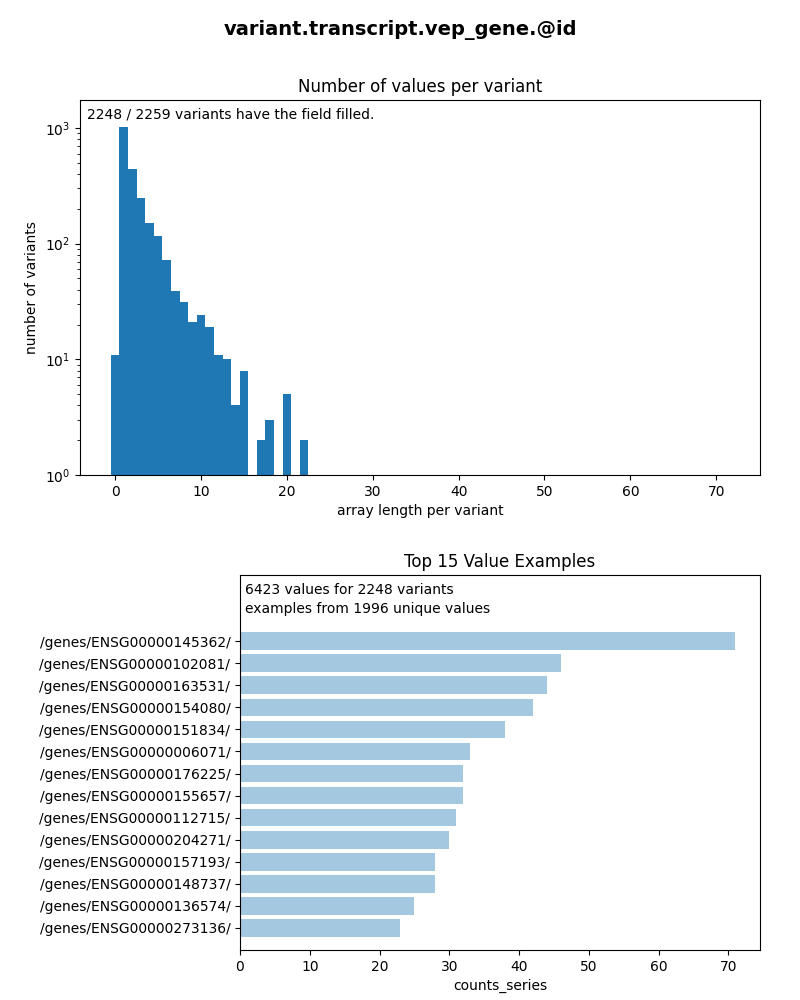 variant.transcript.vep_gene.@id
Number of values per variant
2248 / 2259 variants have the field filled.
number of variants
10³
10²
10¹
10⁰
0 10 20 30 40 50 60 70
array length per variant
Top 15 Value Examples
6423 values for 2248 variants
examples from 1996 unique values
/genes/ENSG00000145362/
/genes/ENSG00000102081/
/genes/ENSG00000163531/
/genes/ENSG00000154080/
/genes/ENSG00000151834/
/genes/ENSG00000006071/
/genes/ENSG00000176225/
/genes/ENSG00000155657/
/genes/ENSG00000112715/
/genes/ENSG00000204271/
/genes/ENSG00000157193/
/genes/ENSG00000148737/
/genes/ENSG00000136574/
/genes/ENSG00000273136/
0 10 20 30 40 50 60 70
counts_series